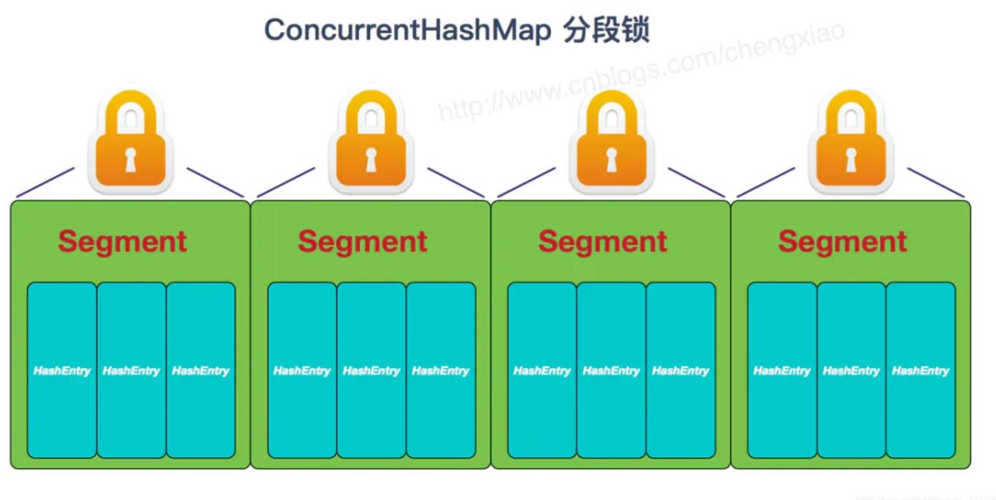 ConcurrentHashMap 分段锁
http://www.cnblogs.com/chengxiao
Segment Segment Segment Segment
HashEntry HashEntry HashEntry HashEntry HashEntry HashEntry HashEntry HashEntry HashEntry HashEntry HashEntry HashEntry